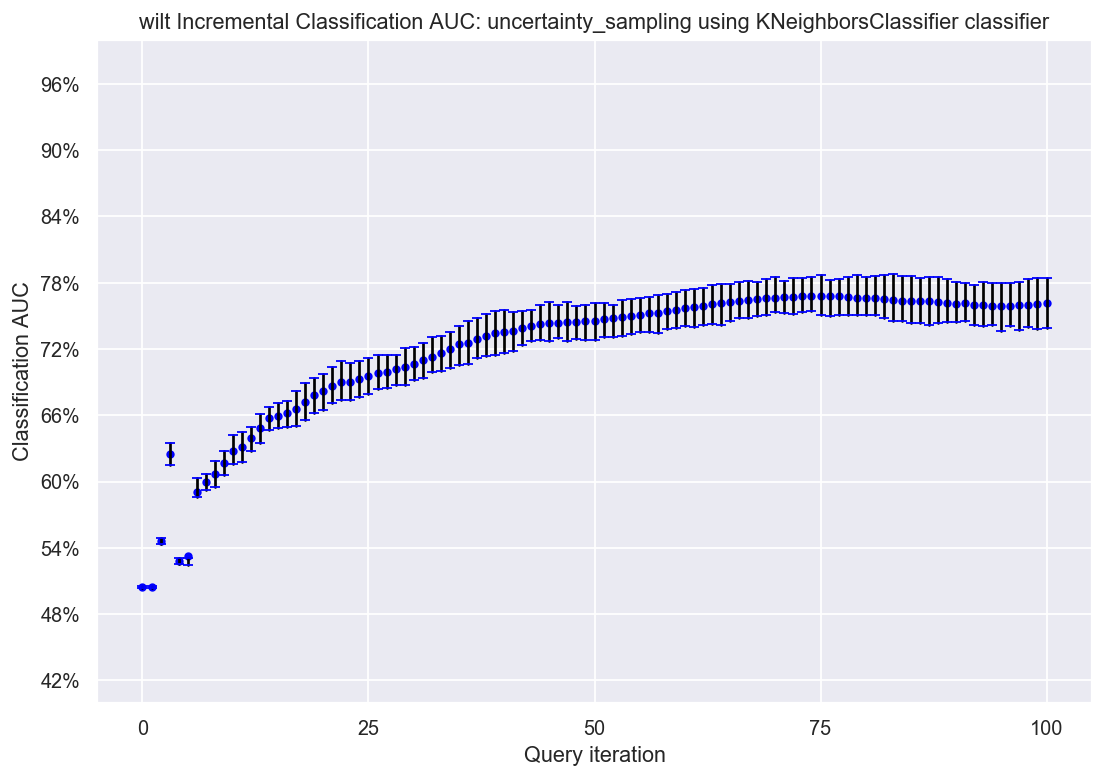 wilt Incremental Classification AUC: uncertainty_sampling using KNeighborsClassifier classifier
96%
90%
84%
78%
72%
66%
60%
54%
48%
42%
Classification AUC
0 25 50 75 100
Query iteration